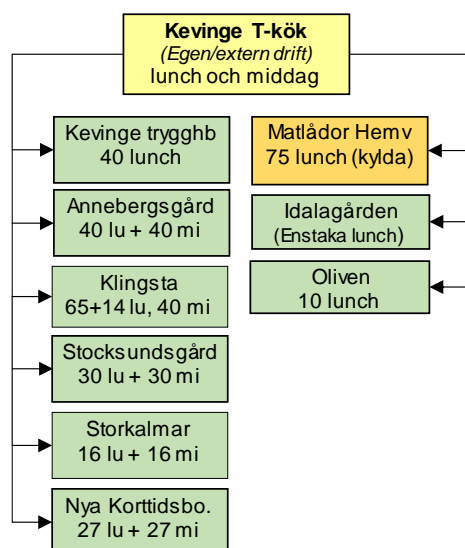 Kevinge T-kök
(Egen/extern drift)
lunch och middag
Kevinge trygghb
40 lunch
Annebergsgård
40 lu + 40 mi
Klingsta
65+14 lu, 40 mi
Stocksundsgård
30 lu + 30 mi
Storkalmar
16 lu + 16 mi
Nya Korttidsbo.
27 lu + 27 mi
Matlådor Hemv
75 lunch (kylda)
Idalagården
(Enstaka lunch)
Oliven
10 lunch